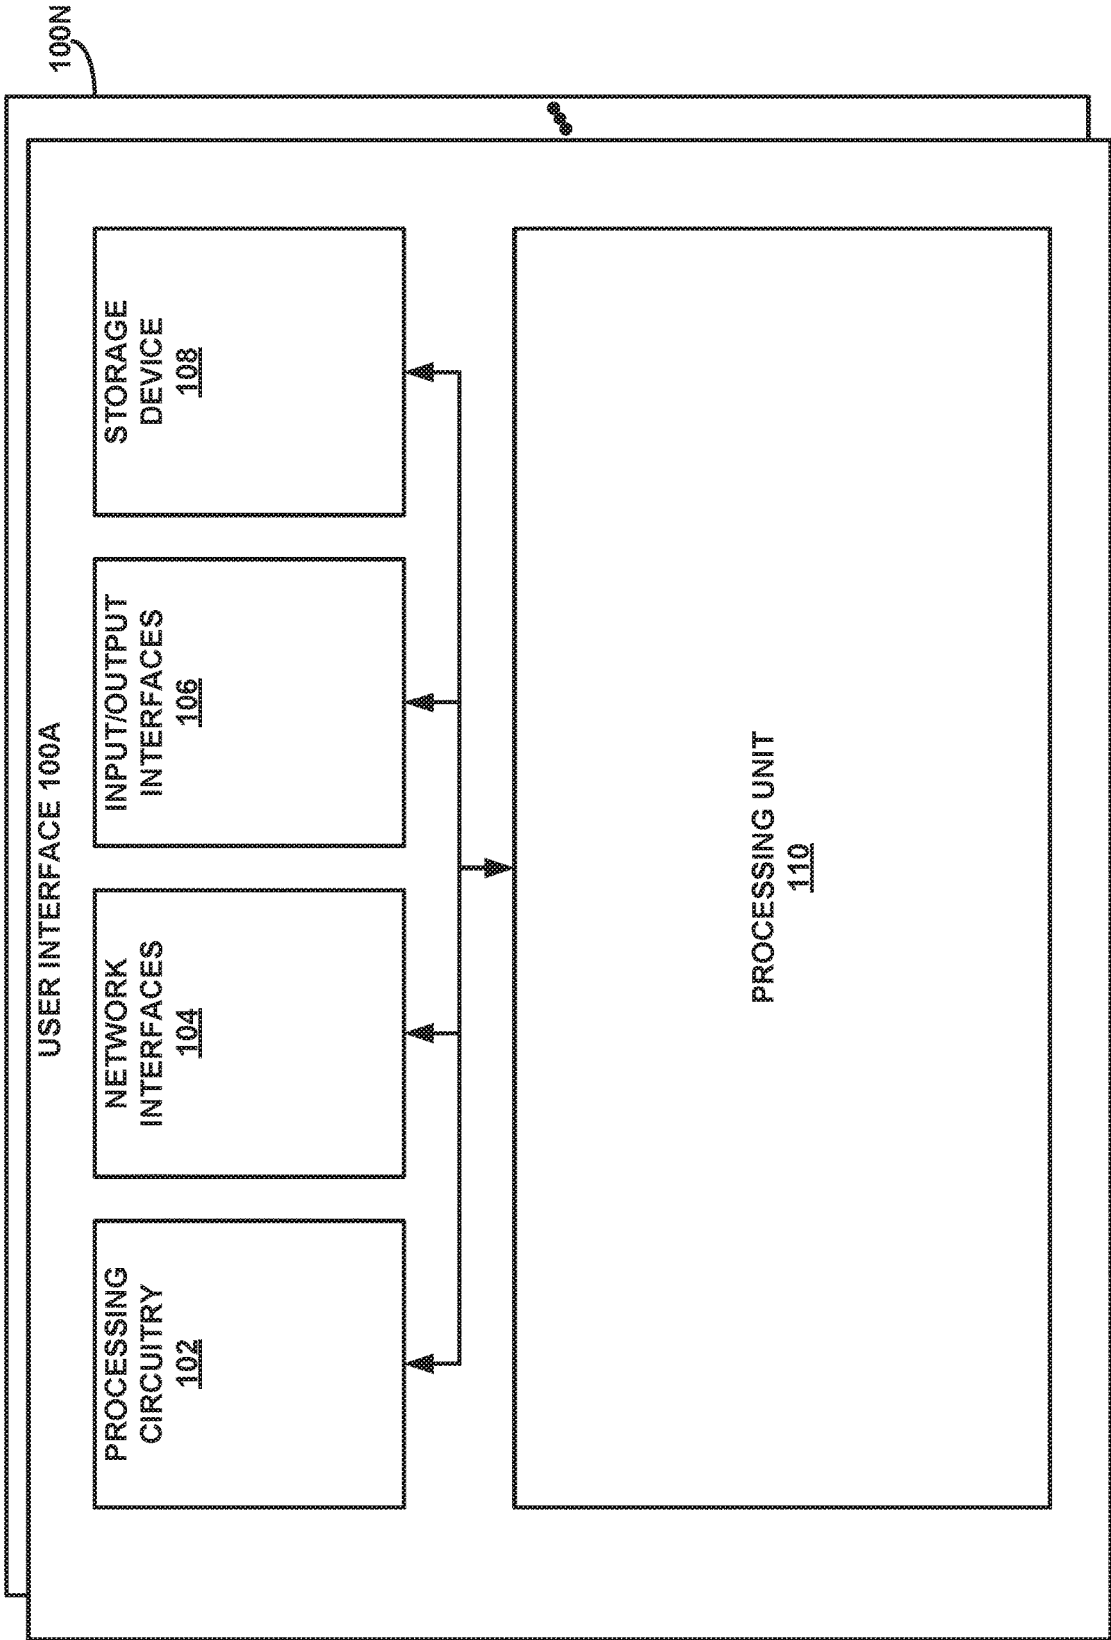 100N
USER INTERFACE 100A
PROCESSING
CIRCUITRY
102
NETWORK
INTERFACES
104
INPUT/OUTPUT
INTERFACES
106
STORAGE
DEVICE
108
PROCESSING UNIT
110